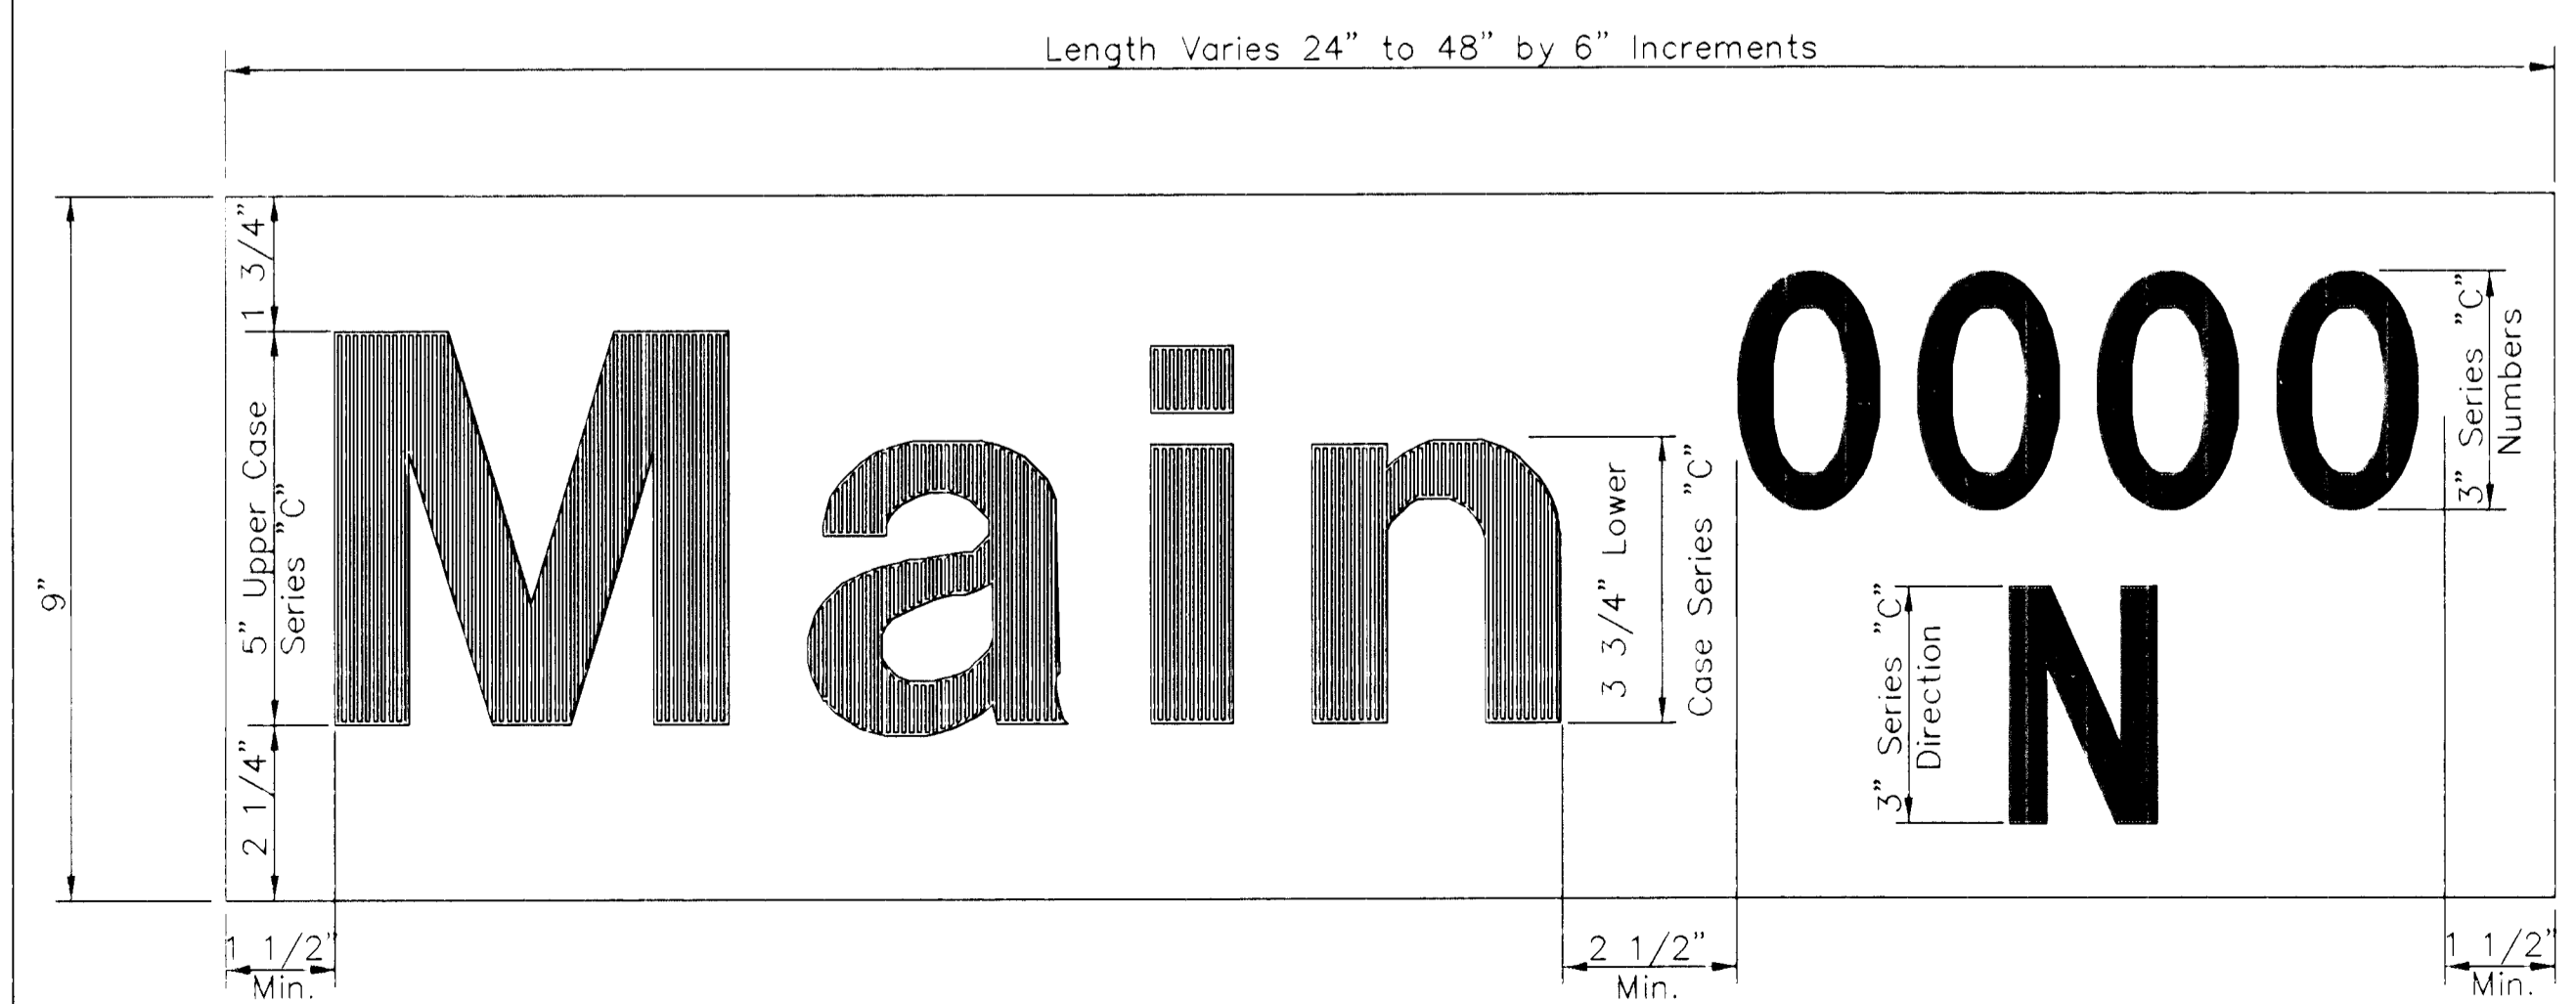 Length Varies 24" to 48" by 6" Increments
9"
1 3/4"
5" Upper Case
Series "C"
2 1/4"
Main
3 3/4" Lower
Case Series "C"
0000
3" Series "C"
Numbers
3" Series "C"
Direction
N
1 1/2"
Min.
2 1/2"
Min.
1 1/2"
Min.